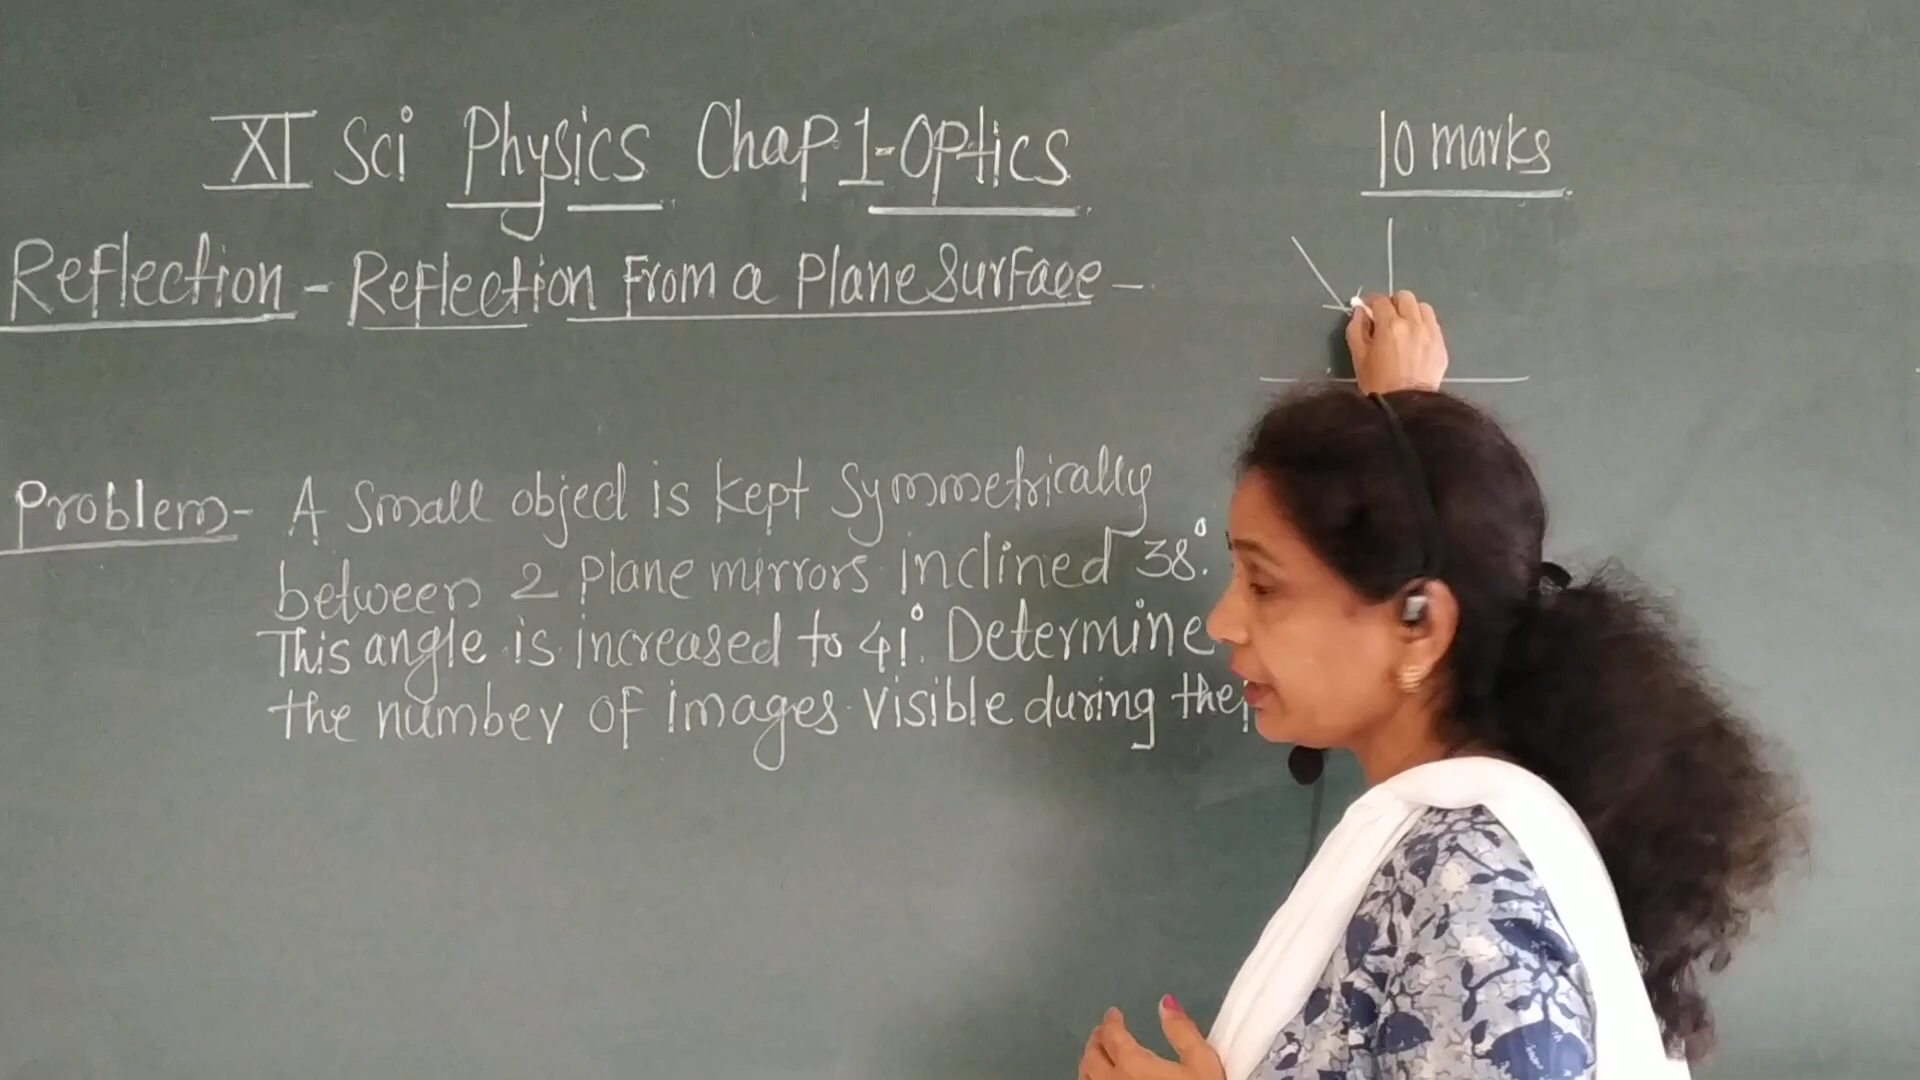 XI Sci Physics Chap 1-Optics
10 marks
Reflection - Reflection From a Plane Surface -
Problem - A Small object is kept Symmetrically
between 2 plane mirrors inclined 38°.
This angle is increased to 41°. Determine
the number of images visible during the